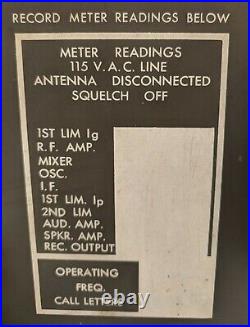 RECORD METER READINGS BELOW
METER READINGS
115 V.A.C. LINE
ANTENNA DISCONNECTED
SQUELCH OFF
1ST LIM Ig
R.F. AMP.
MIXER
OSC.
I.F.
1ST LIM. Ip
2ND LIM
AUD. AMP.
SPKR. AMP.
REC. OUTPUT
OPERATING
FREQ.
CALL LETTERS